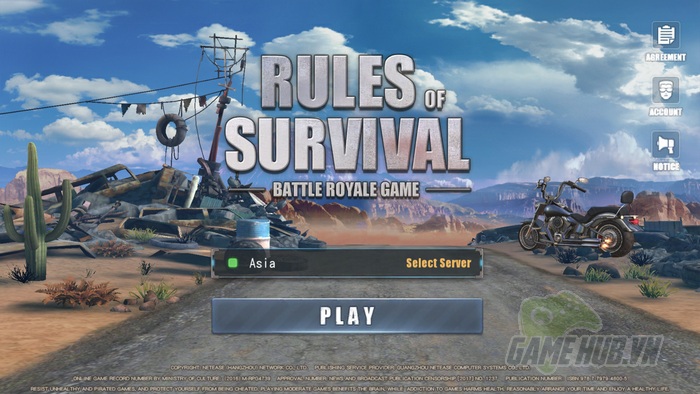 RULES OF
SURVIVAL
BATTLE ROYALE GAME
AGREEMENT
ACCOUNT
NOTICE
Asia
Select Server
PLAY
GAMEHUB.VN
COPYRIGHT: NETEASE (HANGZHOU) NETWORK CO., LTD. PUBLISHING SERVICE PROVIDER: GUANGZHOU NETEASE COMPUTER SYSTEMS CO., LTD.
ONLINE GAME RECORD NUMBER BY MINISTRY OF CULTURE: APPROVAL NUMBER: NEWS AND BROADCAST PUBLICATION CENSORSHIP PUBLICATION NUMBER: ISBN
RESIST UNHEALTHY AND PIRATED GAMES, PROTECT YOURSELF FROM BEING CHEATED. PLAYING MODERATE GAMES BENEFITS THE BRAIN, WHILE ADDICTION TO GAMES HARMS HEALTH. REASONABLY ARRANGE YOUR TIME AND ENJOY A HEALTHY LIFE.